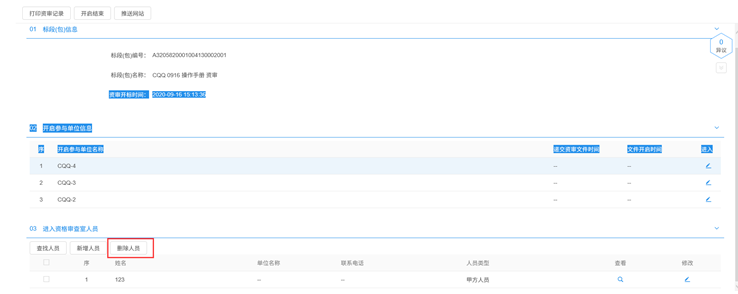 打印资审记录 开启结束 推送网站
01 标段(包)信息
0
异议
标段(包)编号： A3205820001004130002001
标段(包)名称： CQQ 0916 操作手册 资审
资审开标时间： 2020-09-16 15:13:36
02 开启参与单位信息
序 开启参与单位名称 递交资审文件时间 文件开启时间 进入
1 CQQ-4 -- --
2 CQQ-3 -- --
3 CQQ-2 -- --
03 进入资格审查室人员
查找人员 新增人员 删除人员
序 姓名 单位名称 联系电话 人员类型 查看 修改
1 123 -- -- 甲方人员